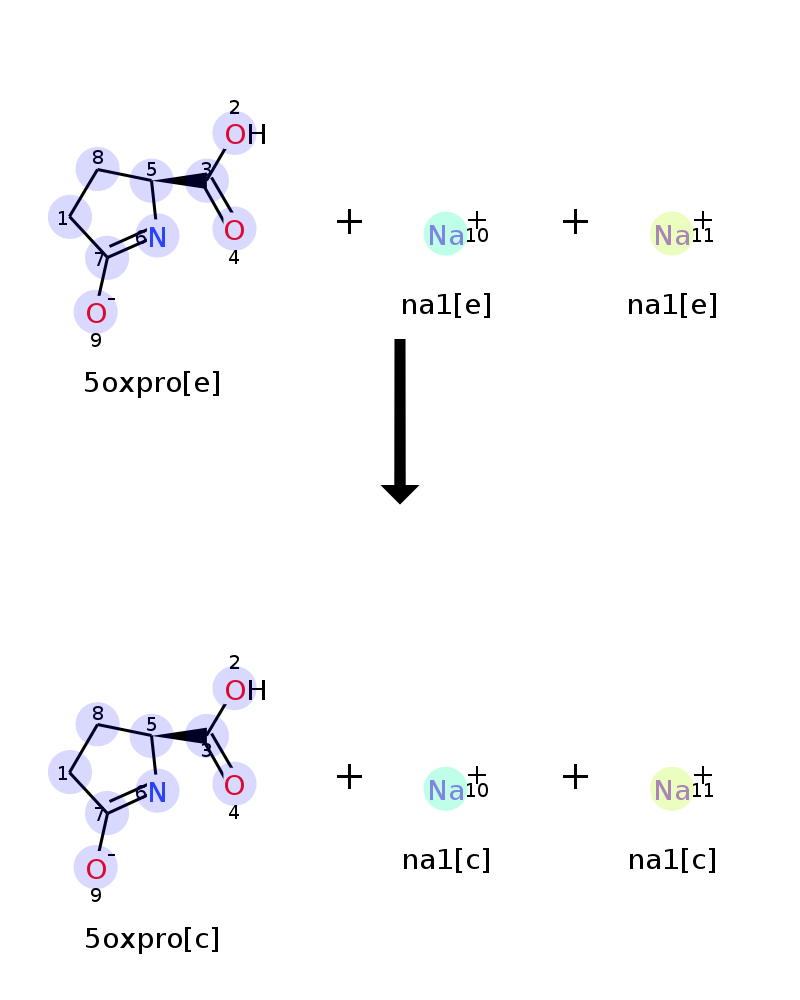 2
OH
8
5
3
1
6
N
O
7
4
O-
9
+
Na+
10
+
Na+
11
na1[e]
na1[e]
5oxpro[e]
2
OH
8
5
3
1
6
N
O
7
4
O-
9
+
Na+
10
+
Na+
11
na1[c]
na1[c]
5oxpro[c]